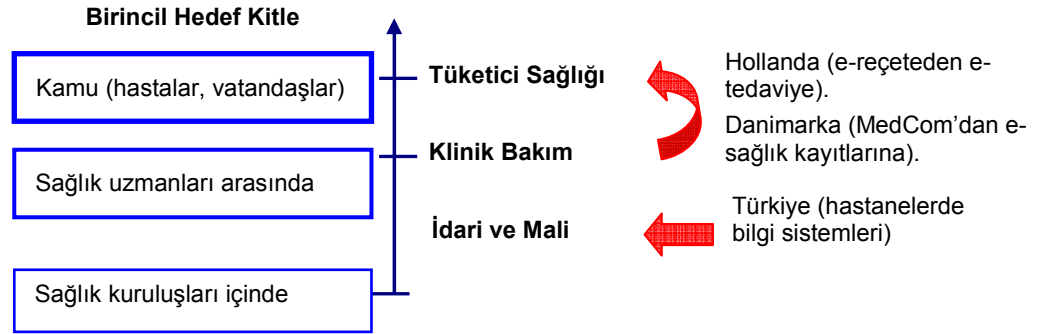 Birincil Hedef Kitle
Kamu (hastalar, vatandaşlar)
Sağlık uzmanları arasında
Sağlık kuruluşları içinde
Tüketici Sağlığı
Klinik Bakım
İdari ve Mali
Hollanda (e-reçeteden e-
tedaviye).
Danimarka (MedCom’dan e-
sağlık kayıtlarına).
Türkiye (hastanelerde
bilgi sistemleri)